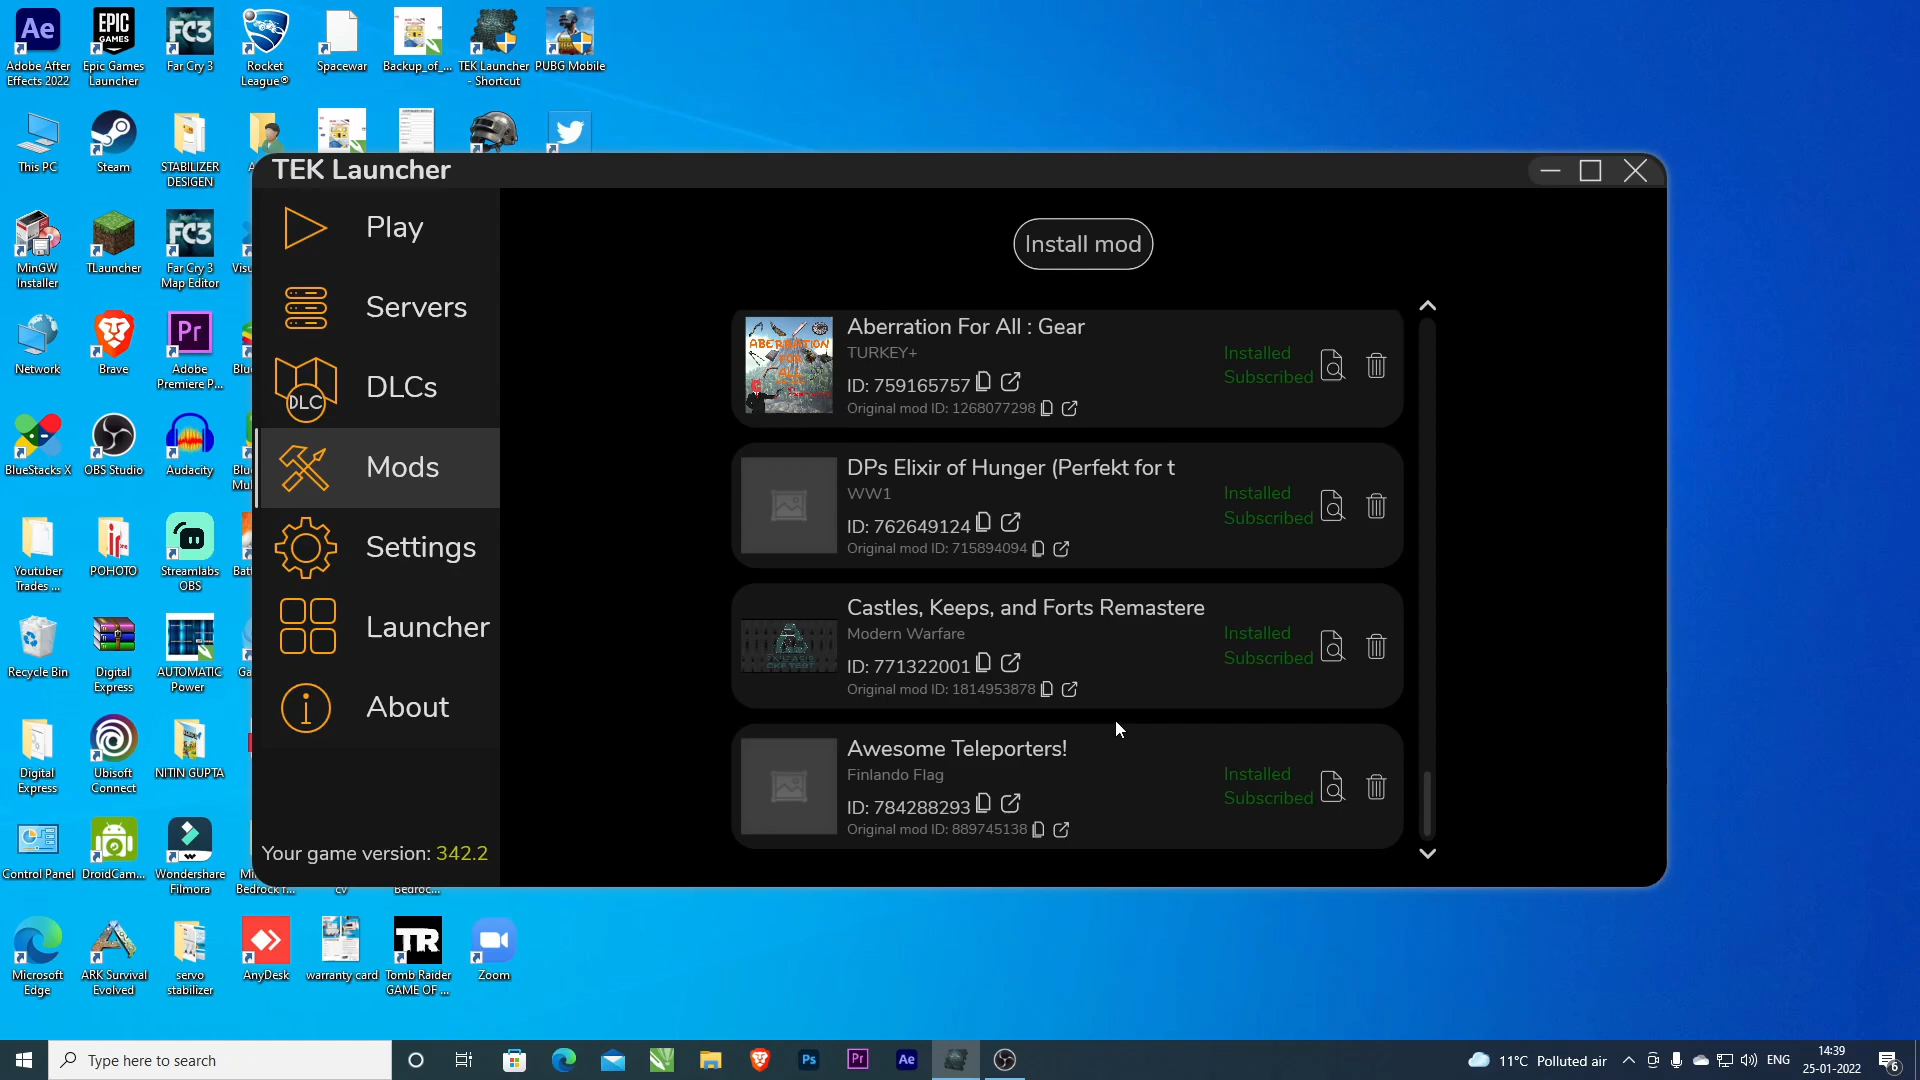 Adobe After
Effects 2022
Epic Games
Launcher
Far Cry 3
Rocket
League®
Spacewar
Backup_of_...
TEK Launcher
- Shortcut
PUBG Mobile
This PC
Steam
STABILIZER
DESIGEN
MinGW
Installer
TLauncher
Far Cry 3
Map Editor
Network
Brave
Adobe
Premiere P...
BlueStacks X
OBS Studio
Audacity
Youtuber
Trades ...
POHOTO
Streamlabs
OBS
Recycle Bin
Digital
Express
AUTOMATIC
Power
Digital
Express
Ubisoft
Connect
NITIN GUPTA
Control Panel
DroidCam...
Wondershare
Filmora
Bedrock f...
cv
Bedroc...
Microsoft
Edge
ARK Survival
Evolved
servo
stabilizer
AnyDesk
warranty card
Tomb Raider
GAME OF ...
Zoom
TEK Launcher
Play
Servers
DLC
DLCs
Mods
Settings
Launcher
About
Your game version: 342.2
Install mod
ABERRATION
FOR
ALL
Aberration For All : Gear
TURKEY+
ID: 759165757
Original mod ID: 1268077298
Installed
Subscribed
DPs Elixir of Hunger (Perfekt for t
WW1
ID: 762649124
Original mod ID: 715894094
Installed
Subscribed
Castles, Keeps, and Forts Remastere
Modern Warfare
ID: 771322001
Original mod ID: 1814953878
Installed
Subscribed
Awesome Teleporters!
Finlando Flag
ID: 784288293
Original mod ID: 889745138
Installed
Subscribed
Type here to search
11°C Polluted air
ENG
14:39
25-01-2022
6